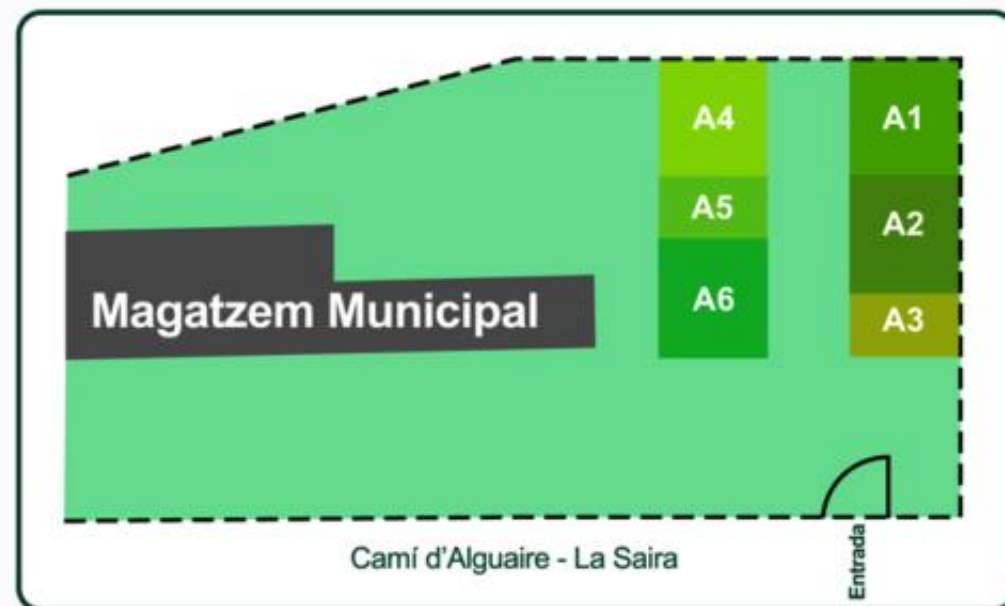 A4
A1
A5
A2
A6
A3
Magatzem Municipal
Camí d'Alguaire - La Saira
Entrada